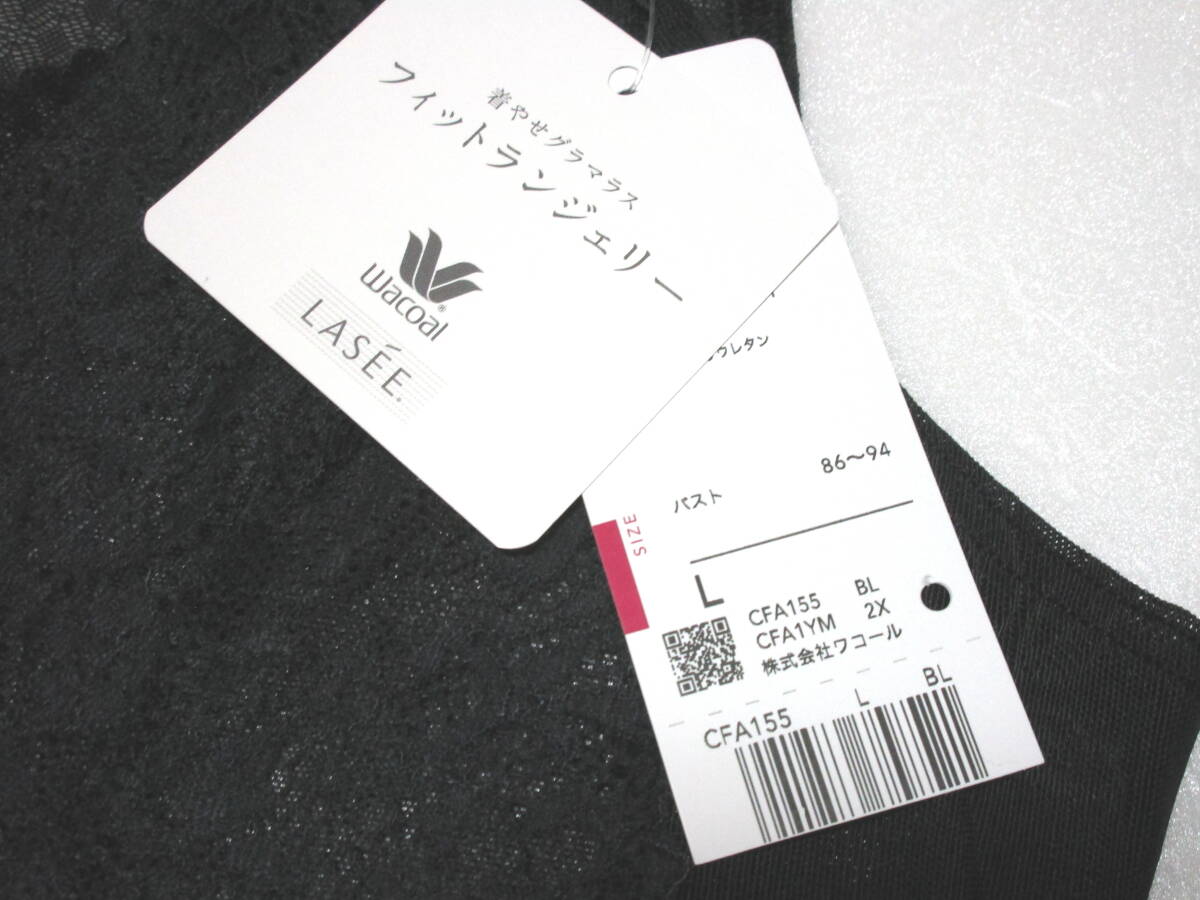 着やせグラマラス
フィットランジェリー
wacoal®
LASÉE.
ウレタン
バスト 86～94
SIZE
L
CFA155 BL
CFA1YM 2X
株式会社ワコール
CFA155 L BL